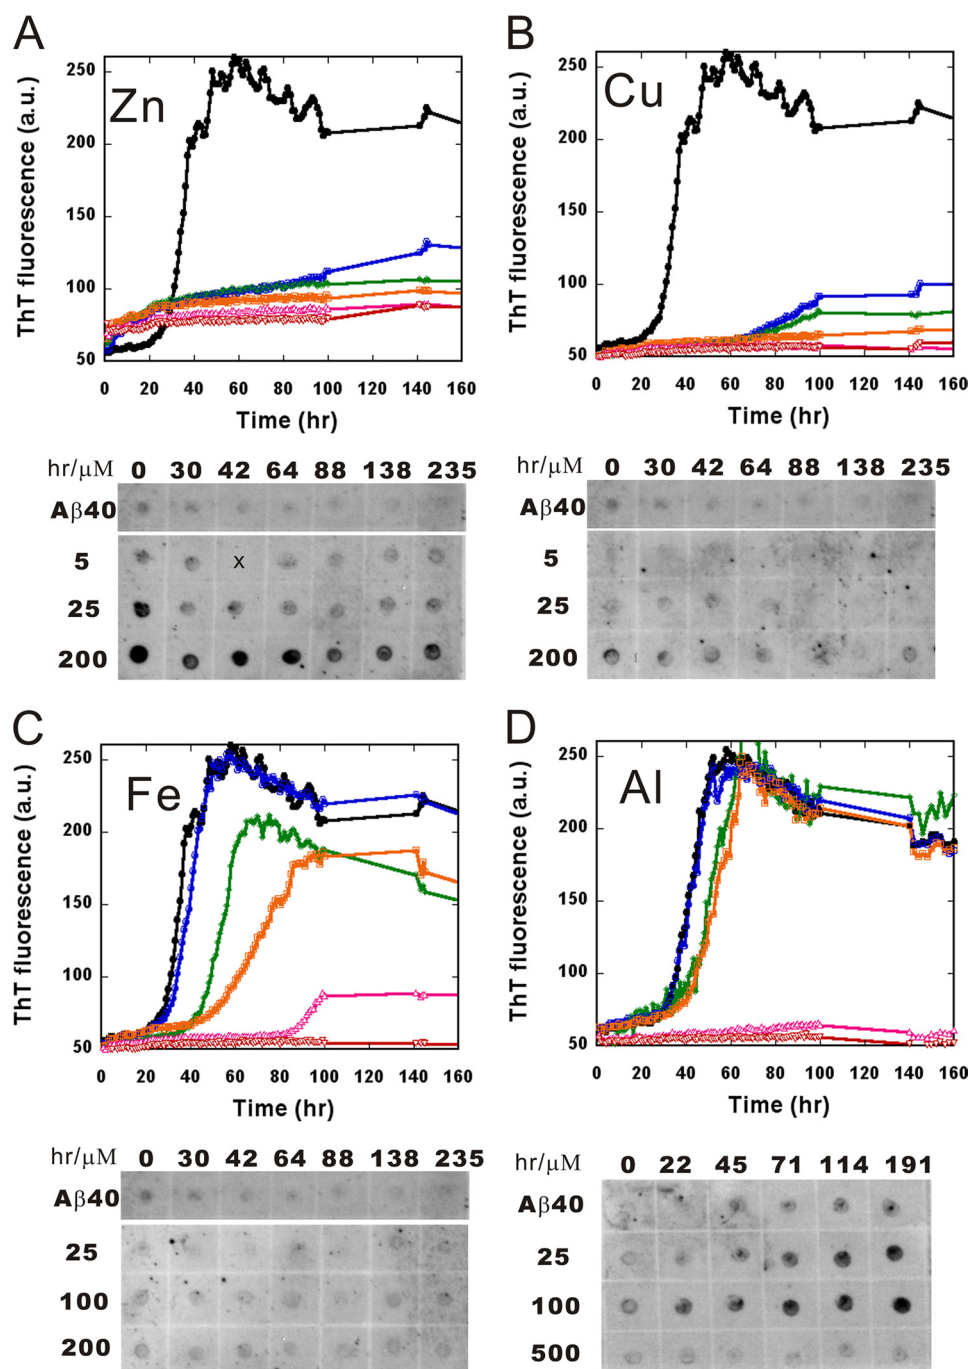 A
B
250
200
150
100
50
ThT fluorescence (a.u.)
Zn
0 20 40 60 80 100 120 140 160
Time (hr)
250
200
150
100
50
ThT fluorescence (a.u.)
Cu
0 20 40 60 80 100 120 140 160
Time (hr)
hr/μM 0 30 42 64 88 138 235
Aβ40
5 x
25
200
hr/μM 0 30 42 64 88 138 235
Aβ40
5
25
200
C
D
250
200
150
100
50
ThT fluorescence (a.u.)
Fe
0 20 40 60 80 100 120 140 160
Time (hr)
250
200
150
100
50
ThT fluorescence (a.u.)
Al
0 20 40 60 80 100 120 140 160
Time (hr)
hr/μM 0 30 42 64 88 138 235
Aβ40
25
100
200
hr/μM 0 22 45 71 114 191
Aβ40
25
100
500